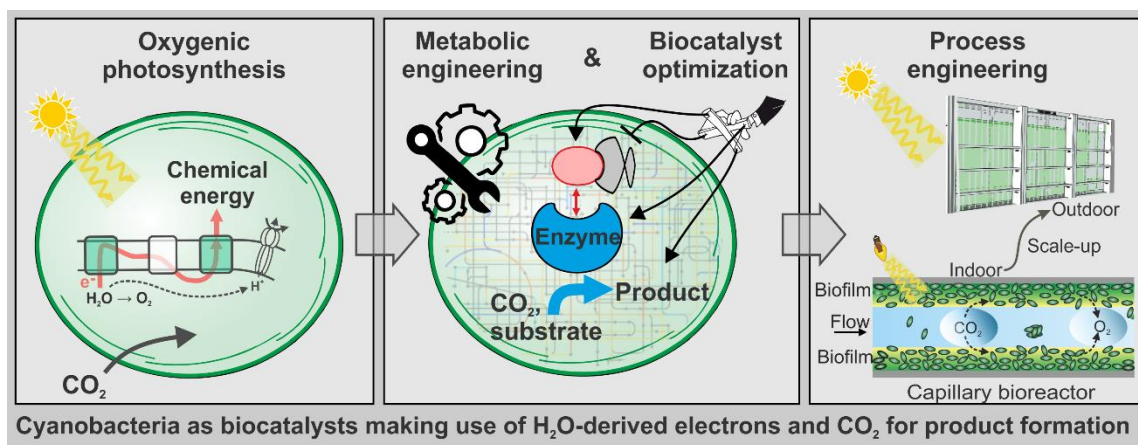 Oxygenic
photosynthesis
Chemical
energy
e⁻
H₂O → O₂
H⁺
CO₂
Metabolic
engineering
&
Biocatalyst
optimization
Enzyme
CO₂,
substrate
Product
Process
engineering
Outdoor
Scale-up
Indoor
Biofilm
Flow
CO₂
O₂
Biofilm
Capillary bioreactor
Cyanobacteria as biocatalysts making use of H₂O-derived electrons and CO₂ for product formation